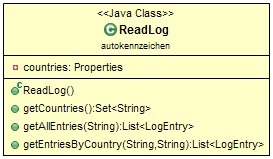 <<Java Class>>
C ReadLog
autokennzeichen
countries: Properties
C ReadLog()
getCountries():Set<String>
getAllEntries(String):List<LogEntry>
getEntriesByCountry(String,String):List<LogEntry>